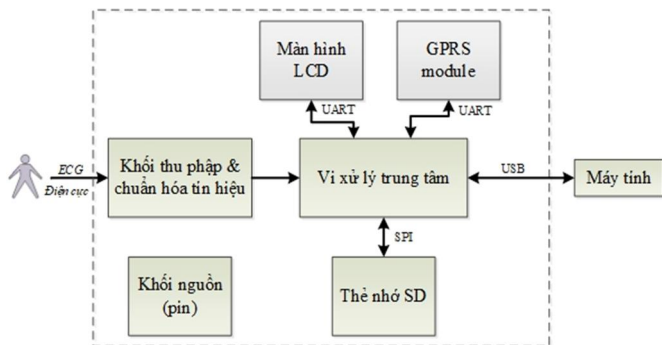 Màn hình
LCD
GPRS
module
UART
UART
ECG
Điện cực
Khối thu phập &
chuẩn hóa tín hiệu
Vi xử lý trung tâm
USB
Máy tính
SPI
Khối nguồn
(pin)
Thẻ nhớ SD